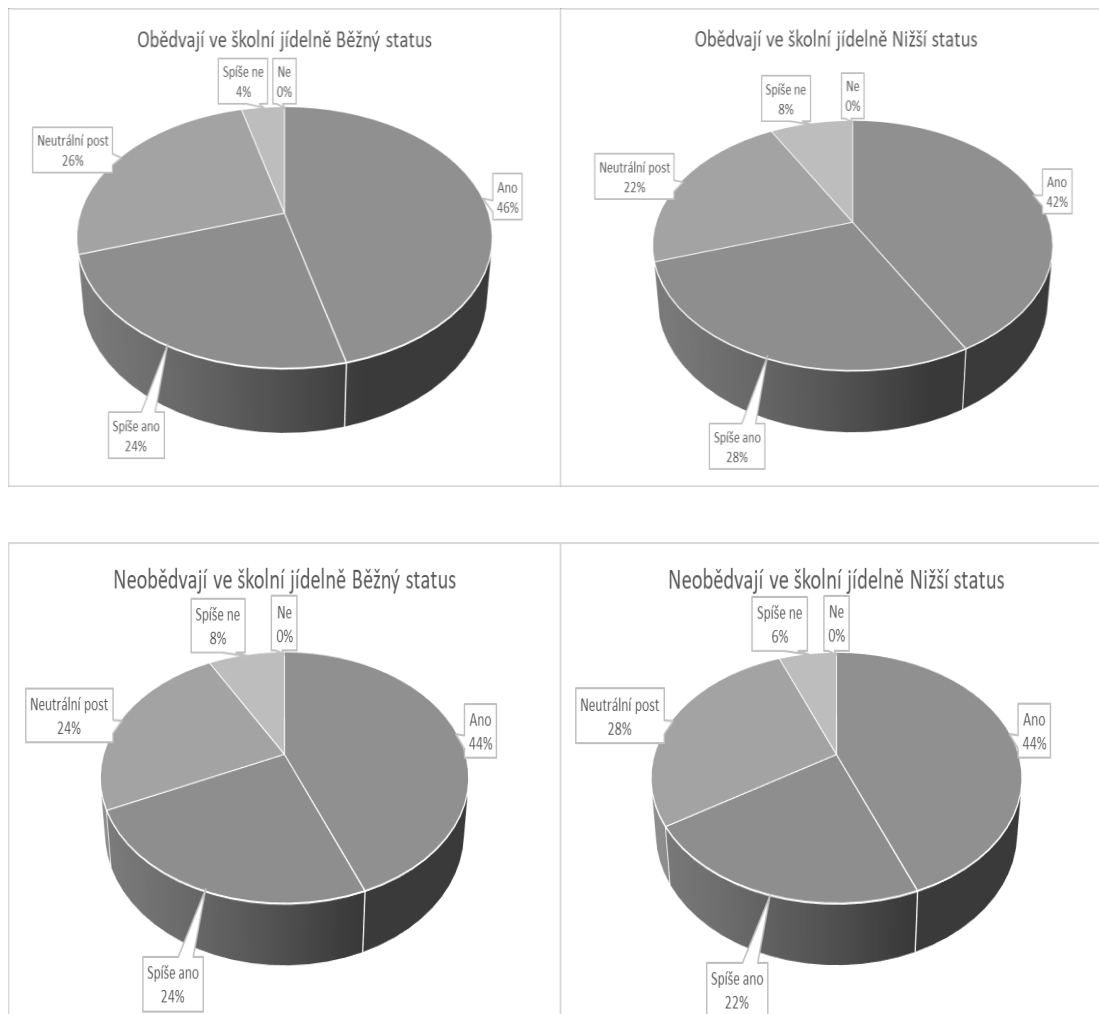 Obědvají ve školní jídelně Běžný status
Spíše ne
4%
Ne
0%
Neutrální post
26%
Ano
46%
Spíše ano
24%
Obědvají ve školní jídelně Nižší status
Spíše ne
8%
Ne
0%
Neutrální post
22%
Ano
42%
Spíše ano
28%
Neobědvají ve školní jídelně Běžný status
Spíše ne
8%
Ne
0%
Neutrální post
24%
Ano
44%
Spíše ano
24%
Neobědvají ve školní jídelně Nižší status
Spíše ne
6%
Ne
0%
Neutrální post
28%
Ano
44%
Spíše ano
22%